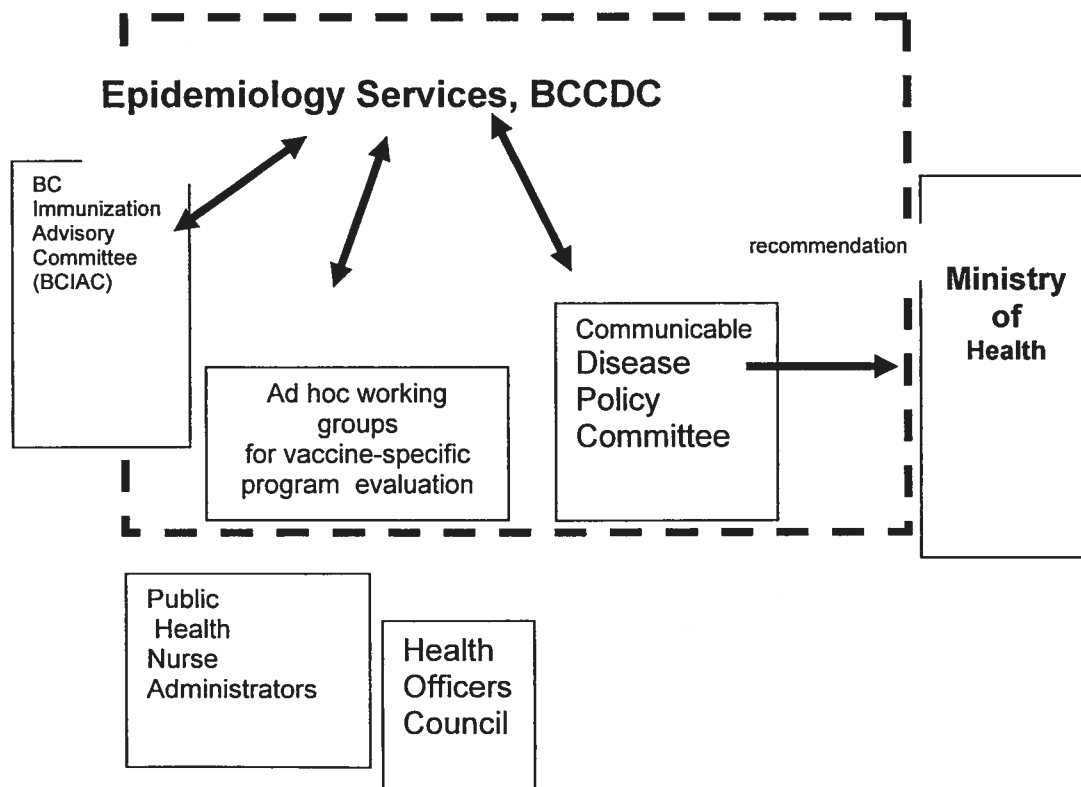 Epidemiology Services, BCCDC
BC
Immunization
Advisory
Committee
(BCIAC)
Ad hoc working
groups
for vaccine-specific
program evaluation
Communicable
Disease
Policy
Committee
recommendation
Ministry
of
Health
Public
Health
Nurse
Administrators
Health
Officers
Council